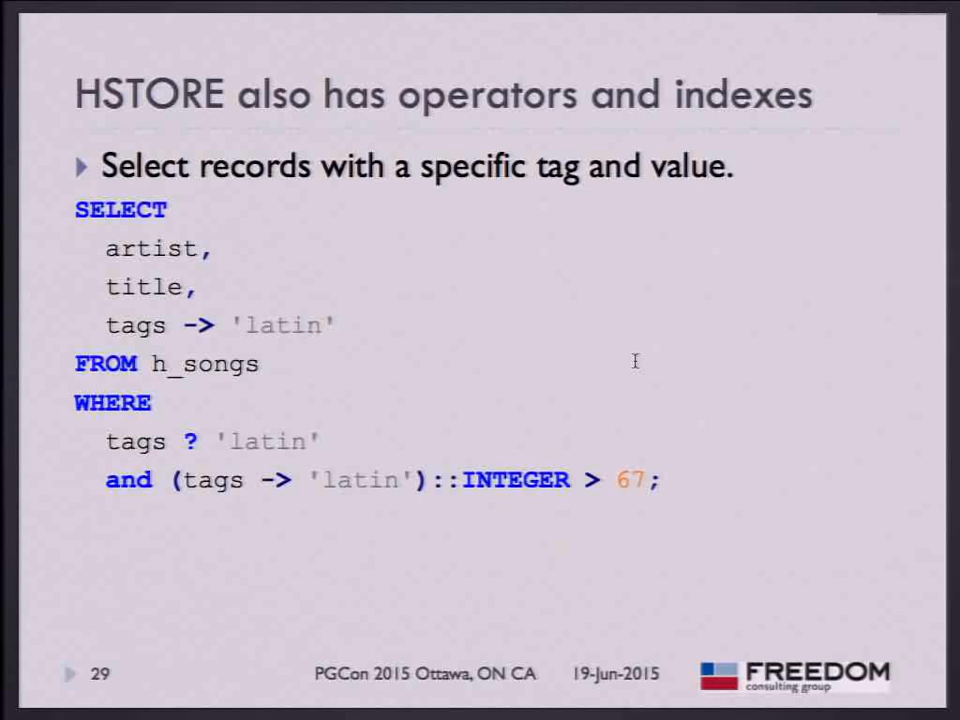 HSTORE also has operators and indexes
Select records with a specific tag and value.
SELECT
artist,
title,
tags -> 'latin'
FROM h_songs
WHERE
tags ? 'latin'
and (tags -> 'latin')::INTEGER > 67;
29
PGCon 2015 Ottawa, ON CA
19-Jun-2015
FREEDOM
consulting group